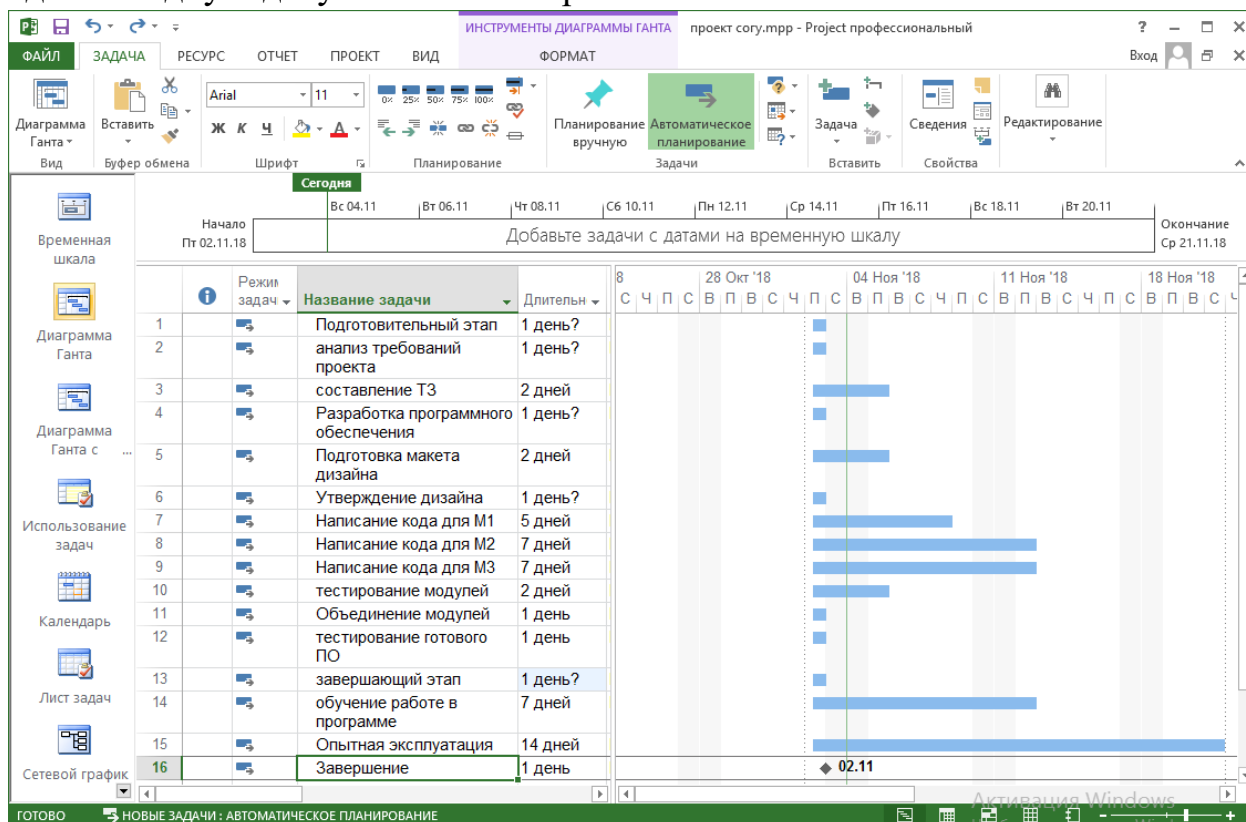 ИНСТРУМЕНТЫ ДИАГРАММЫ ГАНТА
проект copy.mpp - Project профессиональный
ФАЙЛ ЗАДАЧА РЕСУРС ОТЧЕТ ПРОЕКТ ВИД ФОРМАТ Вход
Arial 11
0% 25% 50% 75% 100%
Ж К Ч А
Диаграмма Ганта
Вставить
Планирование вручную
Автоматическое планирование
Задача
Сведения
Редактирование
Вид Буфер обмена Шрифт Планирование Задачи Вставить Свойства
Сегодня
Вс 04.11 Вт 06.11 Чт 08.11 Сб 10.11 Пн 12.11 Ср 14.11 Пт 16.11 Вс 18.11 Вт 20.11
Начало
Пт 02.11.18
Добавьте задачи с датами на временную шкалу
Окончание
Ср 21.11.18
Временная шкала
Диаграмма Ганта
Диаграмма Ганта с ...
Использование задач
Календарь
Лист задач
Сетевой график
Режим задач Название задачи Длительн
8 28 Окт '18 04 Ноя '18 11 Ноя '18 18 Ноя '18
С Ч П С В П В С Ч П С В П В С Ч П С В П В С Ч П С В П В С Ч
1 Подготовительный этап 1 день?
2 анализ требований 1 день?
проекта
3 составление ТЗ 2 дней
4 Разработка программного 1 день?
обеспечения
5 Подготовка макета 2 дней
дизайна
6 Утверждение дизайна 1 день?
7 Написание кода для М1 5 дней
8 Написание кода для М2 7 дней
9 Написание кода для М3 7 дней
10 тестирование модулей 2 дней
11 Объединение модулей 1 день
12 тестирование готового 1 день
ПО
13 завершающий этап 1 день?
14 обучение работе в 7 дней
программе
15 Опытная эксплуатация 14 дней
16 Завершение 1 день 02.11
Активация Windows
ГОТОВО НОВЫЕ ЗАДАЧИ : АВТОМАТИЧЕСКОЕ ПЛАНИРОВАНИЕ